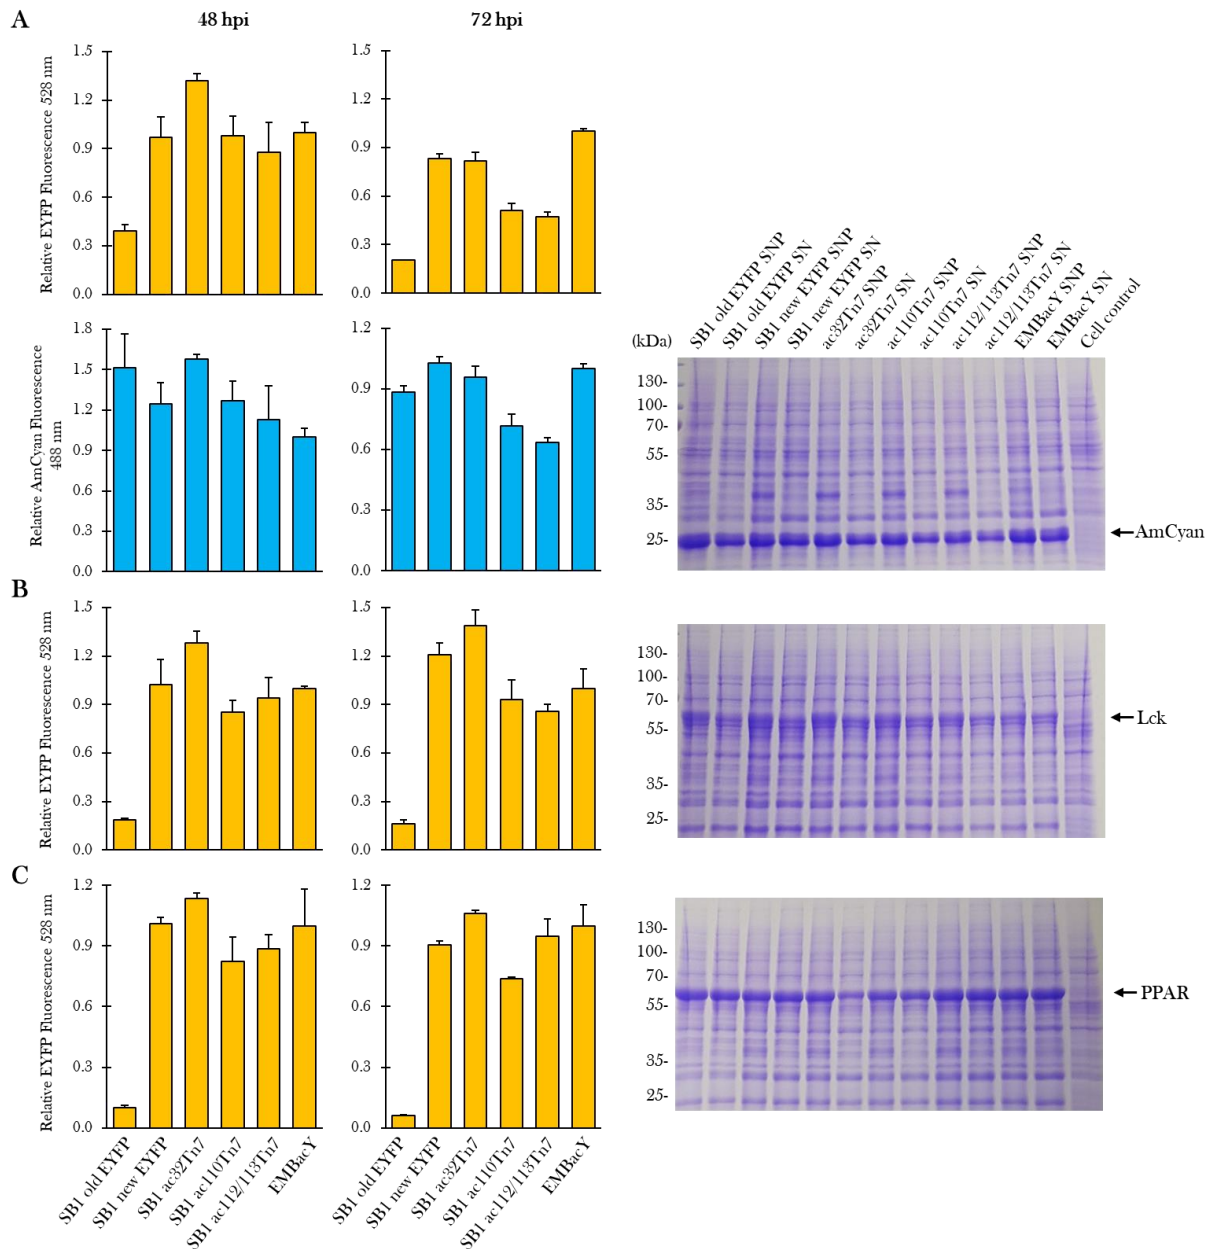 A
48 hpi
72 hpi
Relative EYFP Fluorescence 528 nm
1.5
1.2
0.9
0.6
0.3
0.0
1.5
1.2
0.9
0.6
0.3
0.0
Relative AmCyan Fluorescence
488 nm
1.8
1.5
1.2
0.9
0.6
0.3
0.0
1.2
0.9
0.6
0.3
0.0
SB1 old EYFP SNP
SB1 old EYFP SN
SB1 new EYFP SNP
SB1 new EYFP SN
ac32Tn7 SNP
ac32Tn7 SN
ac110Tn7 SNP
ac110Tn7 SN
ac112/113Tn7 SNP
ac112/113Tn7 SN
EMBacY SNP
EMBacY SN
Cell control
(kDa)
130-
100-
70-
55-
35-
25-
AmCyan
B
Relative EYFP Fluorescence 528 nm
1.5
1.2
0.9
0.6
0.3
0.0
1.5
1.2
0.9
0.6
0.3
0.0
130-
100-
70-
55-
35-
25-
Lck
C
Relative EYFP Fluorescence 528 nm
1.2
0.9
0.6
0.3
0.0
1.2
0.9
0.6
0.3
0.0
130-
100-
70-
55-
35-
25-
PPAR
SB1 old EYFP
SB1 new EYFP
SB1 ac32Tn7
SB1 ac110Tn7
SB1 ac112/113Tn7
EMBacY
SB1 old EYFP
SB1 new EYFP
SB1 ac32Tn7
SB1 ac110Tn7
SB1 ac112/113Tn7
EMBacY